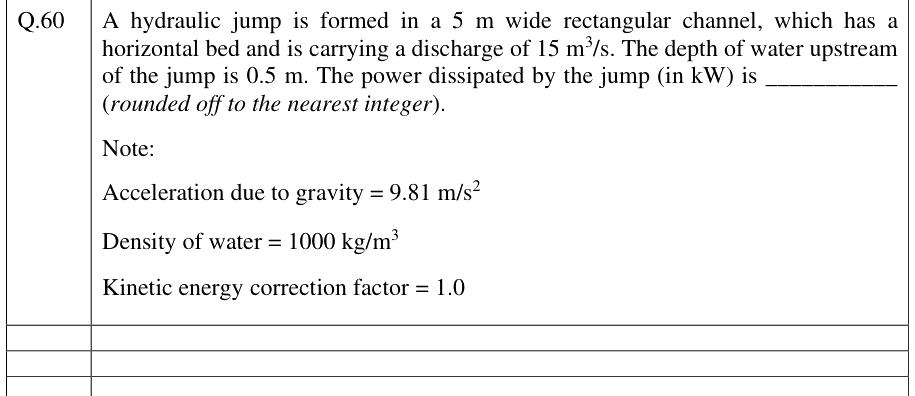 Q.60 A hydraulic jump is formed in a 5 m wide rectangular channel, which has a
horizontal bed and is carrying a discharge of 15 m³/s. The depth of water upstream
of the jump is 0.5 m. The power dissipated by the jump (in kW) is ___________
(rounded off to the nearest integer).
Note:
Acceleration due to gravity = 9.81 m/s²
Density of water = 1000 kg/m³
Kinetic energy correction factor = 1.0